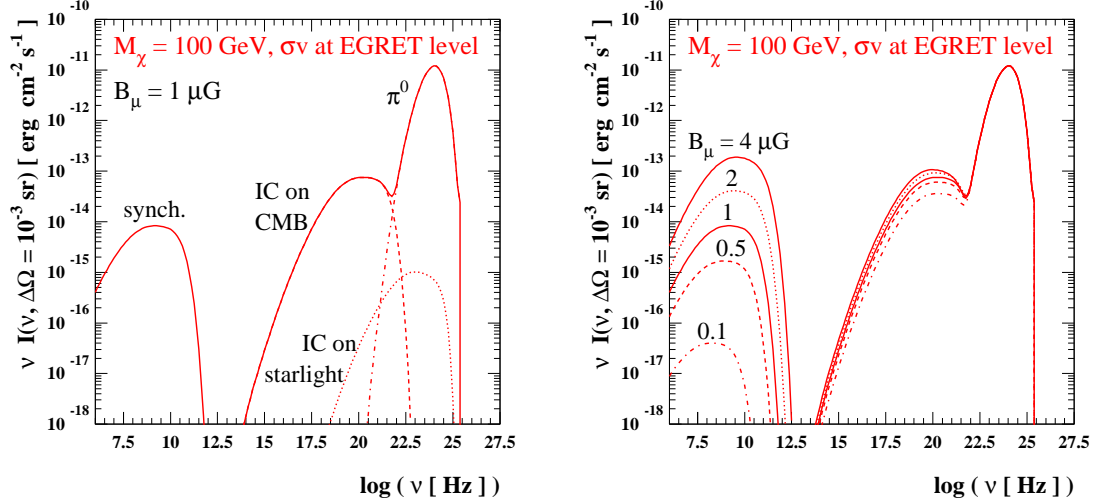 M_χ = 100 GeV, σv at EGRET level
B_μ = 1 μG
π^0
IC on
CMB
synch.
IC on
starlight
10^-10
10^-11
10^-12
10^-13
10^-14
10^-15
10^-16
10^-17
10^-18
7.5 10 12.5 15 17.5 20 22.5 25 27.5
log ( ν [ Hz ] )
ν I(ν, ΔΩ = 10^-3 sr) [ erg cm^-2 s^-1 ]
M_χ = 100 GeV, σv at EGRET level
B_μ = 4 μG
2
1
0.5
0.1
10^-10
10^-11
10^-12
10^-13
10^-14
10^-15
10^-16
10^-17
10^-18
7.5 10 12.5 15 17.5 20 22.5 25 27.5
log ( ν [ Hz ] )
ν I(ν, ΔΩ = 10^-3 sr) [ erg cm^-2 s^-1 ]